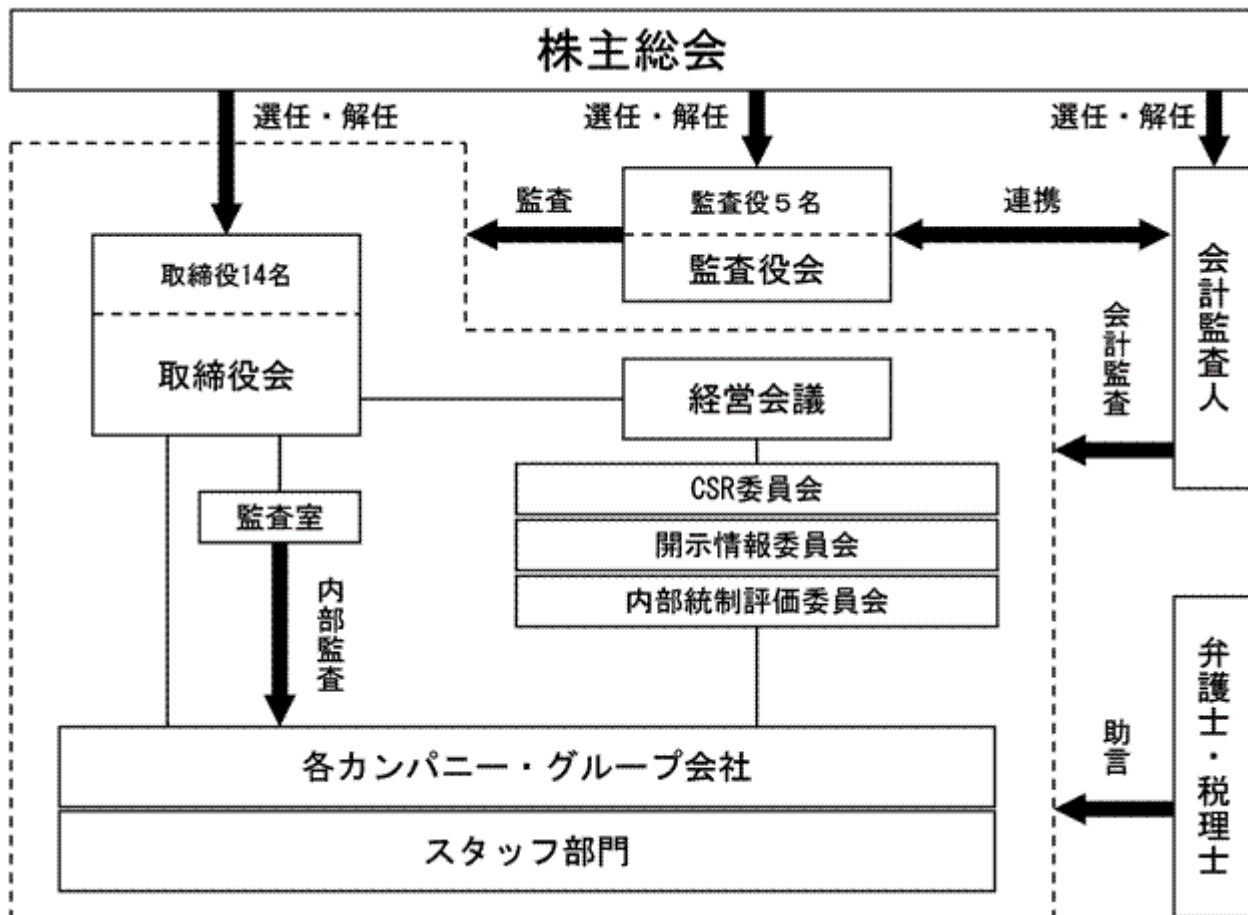 株主総会
選任・解任
選任・解任
選任・解任
監査
監査役5名
監査役会
連携
会計監査人
取締役14名
取締役会
会計監査
経営会議
監査室
CSR委員会
開示情報委員会
内部統制評価委員会
内部監査
各カンパニー・グループ会社
スタッフ部門
助言
弁護士・税理士